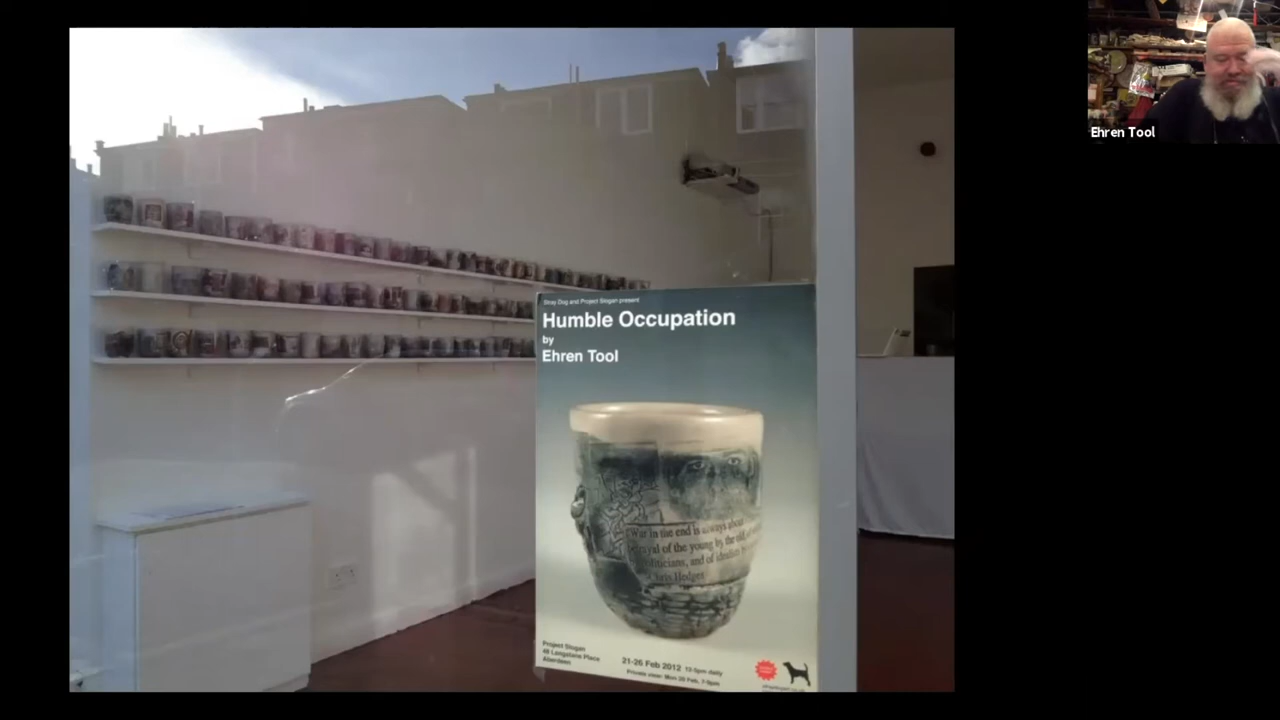 Stray Dog and Project Slogan present
Humble Occupation
by
Ehren Tool
War in the end is always about
betrayal of the young by the old, of
politicians, and of idealists by
Chris Hedges
Project Slogan
49 Langstane Place
Aberdeen
21-26 Feb 2012 12-5pm daily
Private view: Mon 20 Feb, 7-9pm
Ehren Tool